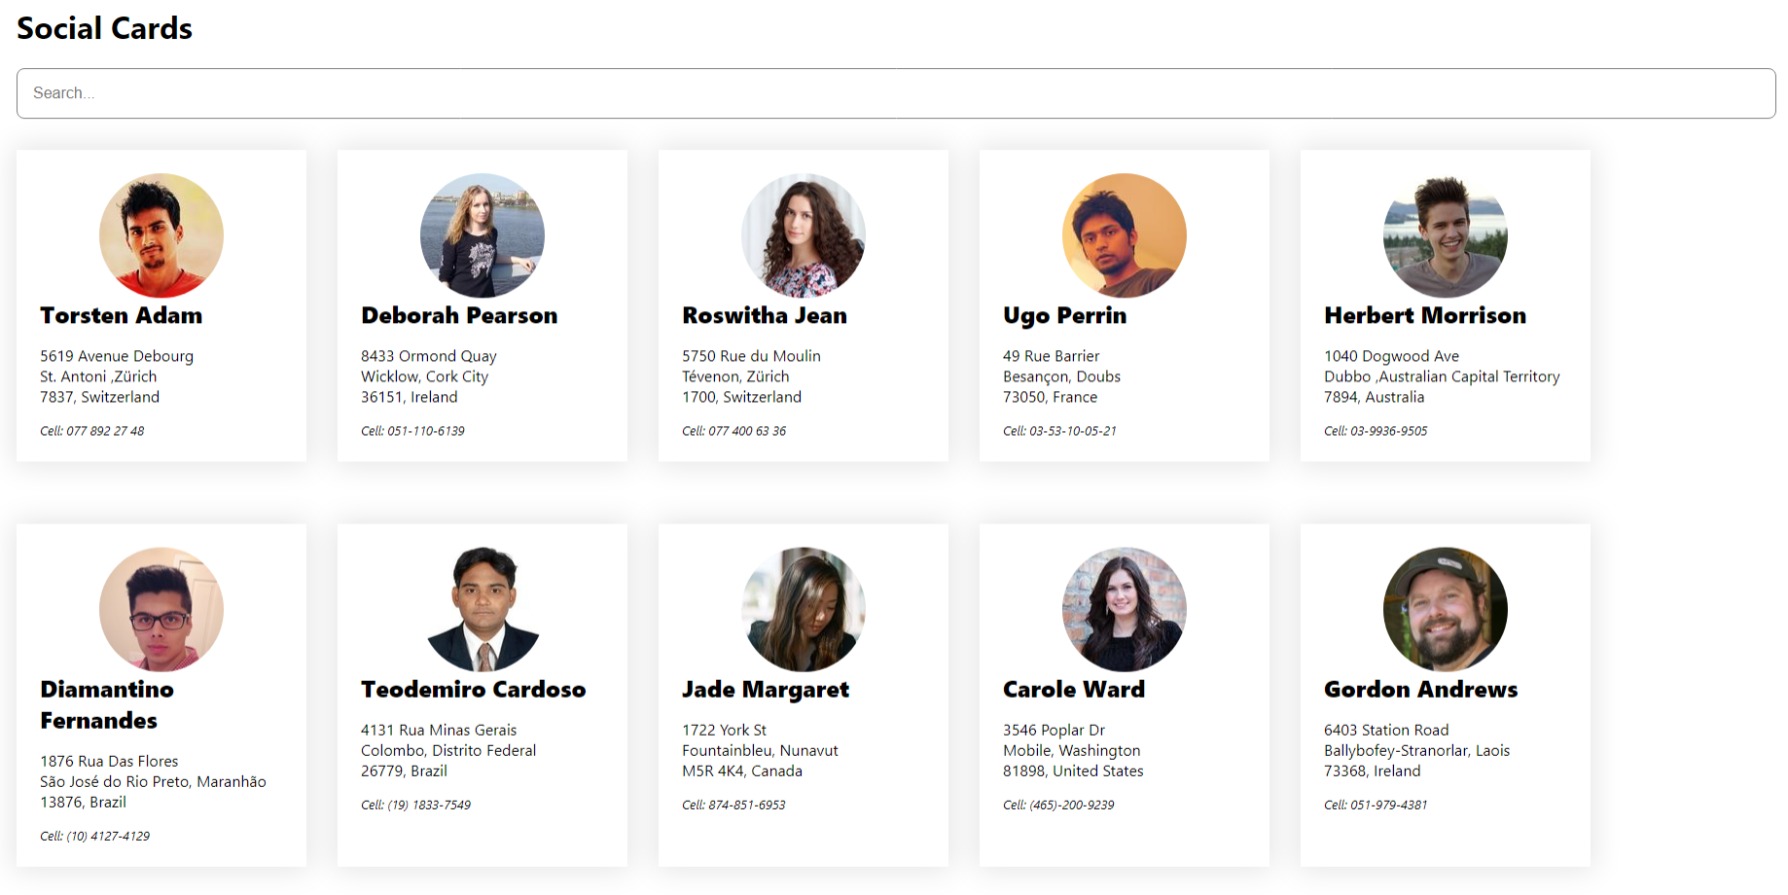 Social Cards
Search...
Torsten Adam
5619 Avenue Debourg
St. Antoni ,Zürich
7837, Switzerland
Cell: 077 892 27 48
Deborah Pearson
8433 Ormond Quay
Wicklow, Cork City
36151, Ireland
Cell: 051-110-6139
Roswitha Jean
5750 Rue du Moulin
Tévenon, Zürich
1700, Switzerland
Cell: 077 400 63 36
Ugo Perrin
49 Rue Barrier
Besançon, Doubs
73050, France
Cell: 03-53-10-05-21
Herbert Morrison
1040 Dogwood Ave
Dubbo ,Australian Capital Territory
7894, Australia
Cell: 03-9936-9505
Diamantino
Fernandes
1876 Rua Das Flores
São José do Rio Preto, Maranhão
13876, Brazil
Cell: (10) 4127-4129
Teodemiro Cardoso
4131 Rua Minas Gerais
Colombo, Distrito Federal
26779, Brazil
Cell: (19) 1833-7549
Jade Margaret
1722 York St
Fountainbleu, Nunavut
M5R 4K4, Canada
Cell: 874-851-6953
Carole Ward
3546 Poplar Dr
Mobile, Washington
81898, United States
Cell: (465)-200-9239
Gordon Andrews
6403 Station Road
Ballybofey-Stranorlar, Laois
73368, Ireland
Cell: 051-979-4381